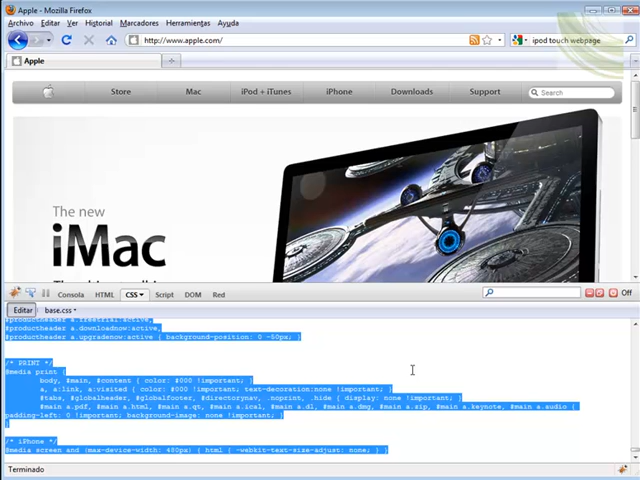 Apple - Mozilla Firefox
Archivo Editar Ver Historial Marcadores Herramientas Ayuda
http://www.apple.com/
ipod touch webpage
Apple
Store Mac iPod + iTunes iPhone Downloads Support Search
The new
iMac
Consola HTML CSS Script DOM Red
Off
Editar base.css
#productheader a.downloadnow:active,
#productheader a.upgradenow:active { background-position: 0 -50px; }
/* PRINT */
@media print {
body, #main, #content { color: #000 !important; }
a, a:link, a:visited { color: #000 !important; text-decoration:none !important; }
#tabs, #globalheader, #globalfooter, #directorynav, .noprint, .hide { display: none !important; }
#main a.pdf, #main a.html, #main a.qt, #main a.ical, #main a.dl, #main a.dmg, #main a.zip, #main a.keynote, #main a.audio {
padding-left: 0 !important; background-image: none !important; }
}
/* iPhone */
@media screen and (max-device-width: 480px) { html { -webkit-text-size-adjust: none; } }
Terminado